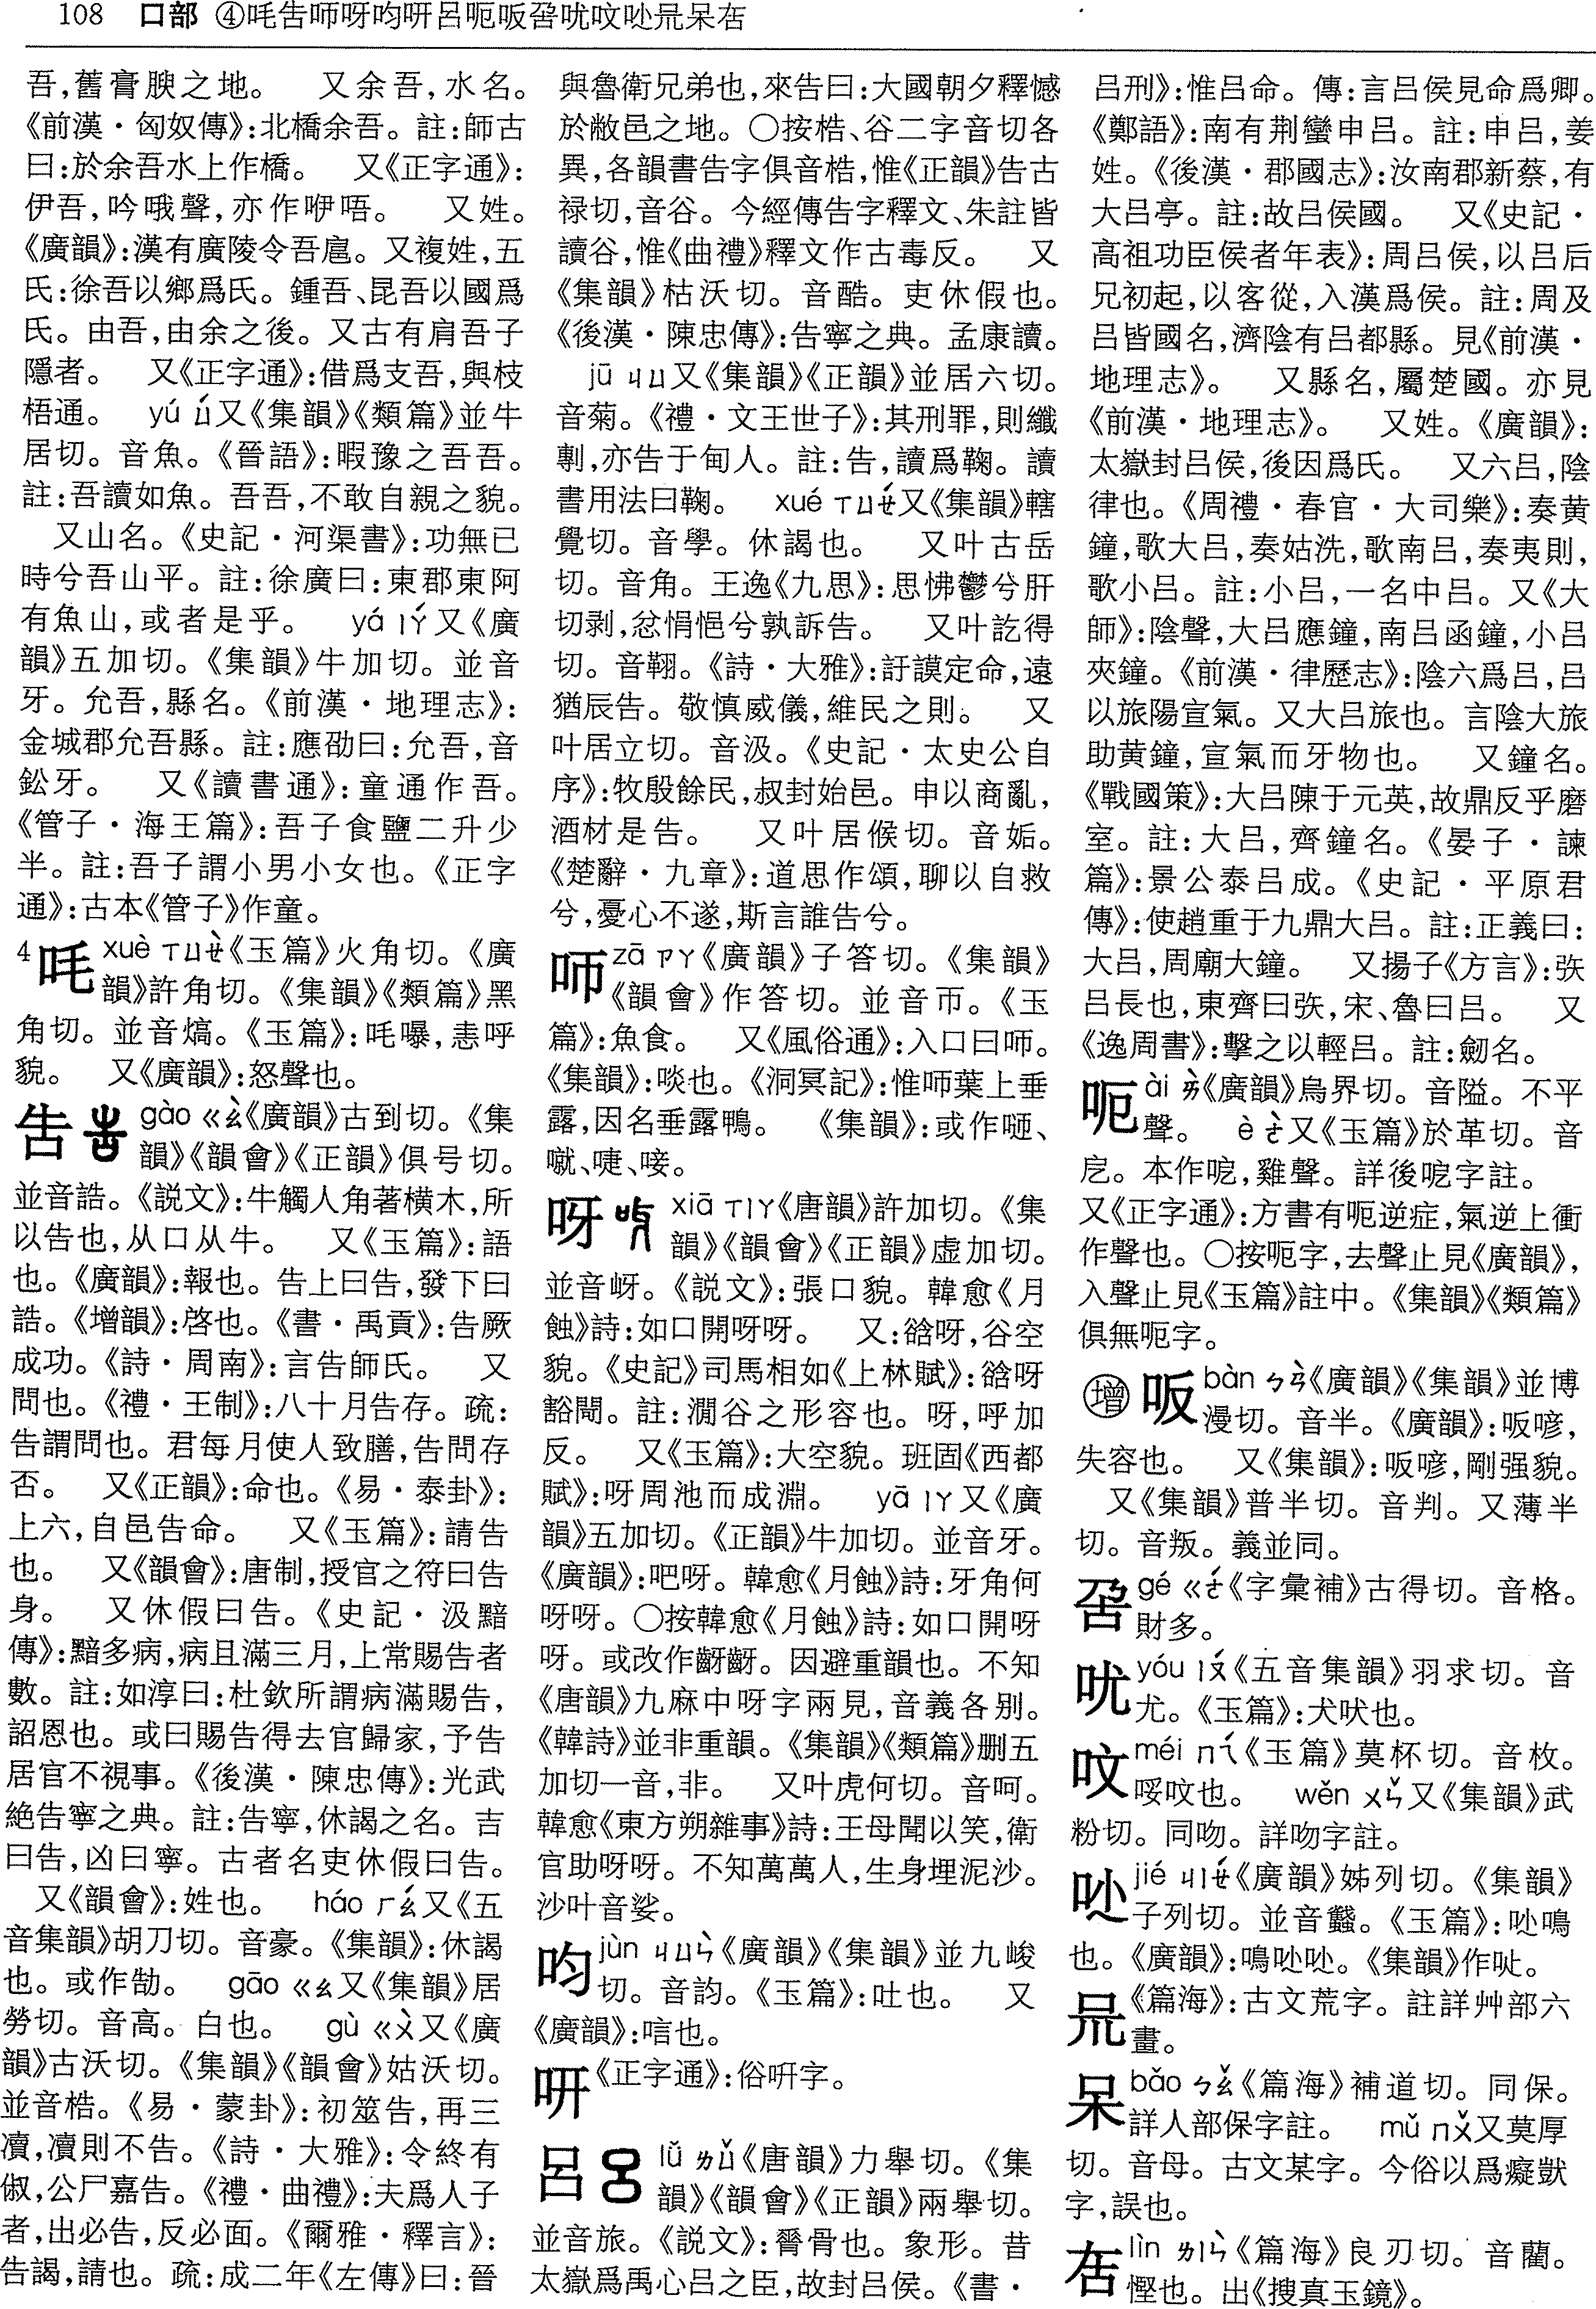 108 口部 ④吒告咂呀呁咞呂呃㕫呇㕱呅吣㒳呆㕻
吾,舊膏腴之地。 又余吾,水名。
《前漢·匈奴傳》:北橋余吾。註:師古
曰:於余吾水上作橋。 又《正字通》:
伊吾,吟哦聲,亦作咿唔。 又姓。
《廣韻》:漢有廣陵令吾扈。又複姓,五
氏:徐吾以鄉爲氏。鍾吾、昆吾以國爲
氏。由吾,由余之後。又古有肩吾子
隱者。 又《正字通》:借爲支吾,與枝
梧通。 yú ㄩˊ又《集韻》《類篇》並牛
居切。音魚。《晉語》:暇豫之吾吾。
註:吾讀如魚。吾吾,不敢自親之貌。
又山名。《史記·河渠書》:功無已
時兮吾山平。註:徐廣曰:東郡東阿
有魚山,或者是乎。 yá ㄧㄚˊ又《廣
韻》五加切。《集韻》牛加切。並音
牙。允吾,縣名。《前漢·地理志》:
金城郡允吾縣。註:應劭曰:允吾,音
鈆牙。 又《讀書通》:童通作吾。
《管子·海王篇》:吾子食鹽二升少
半。註:吾子謂小男小女也。《正字
通》:古本《管子》作童。
4 xuè ㄒㄩㄝˋ《玉篇》火角切。《廣
韻》許角切。《集韻》《類篇》黑
角切。並音熇。《玉篇》:曝,恚呼
貌。 又《廣韻》:怒聲也。
告 gào ㄍㄠˋ《廣韻》古到切。《集
韻》《韻會》《正韻》俱号切。
並音誥。《説文》:牛觸人角著横木,所
以告也,从口从牛。 又《玉篇》:語
也。《廣韻》:報也。告上曰告,發下曰
誥。《增韻》:啓也。《書·禹貢》:告厥
成功。《詩·周南》:言告師氏。 又
問也。《禮·王制》:八十月告存。疏:
告謂問也。君每月使人致膳,告問存
否。 又《正韻》:命也。《易·泰卦》:
上六,自邑告命。 又《玉篇》:請告
也。 又《韻會》:唐制,授官之符曰告
身。 又休假曰告。《史記·汲黯
傳》:黯多病,病且滿三月,上常賜告者
數。註:如淳曰:杜欽所謂病滿賜告,
詔恩也。或曰賜告得去官歸家,予告
居官不視事。《後漢·陳忠傳》:光武
絶告寧之典。註:告寧,休謁之名。吉
曰告,凶曰寧。古者名吏休假曰告。
又《韻會》:姓也。 háo ㄏㄠˊ又《五
音集韻》胡刀切。音豪。《集韻》:休謁
也。或作勂。 gāo ㄍㄠ又《集韻》居
勞切。音高。白也。 gù ㄍㄨˋ又《廣
韻》古沃切。《集韻》《韻會》姑沃切。
並音梏。《易·蒙卦》:初筮告,再三
瀆,瀆則不告。《詩·大雅》:令終有
俶,公尸嘉告。《禮·曲禮》:夫爲人子
者,出必告,反必面。《爾雅·釋言》:
告謁,請也。疏:成二年《左傳》曰:晉
與魯衛兄弟也,來告曰:大國朝夕釋憾
於敝邑之地。〇按梏、谷二字音切各
異,各韻書告字俱音梏,惟《正韻》告古
禄切,音谷。今經傳告字釋文、朱註皆
讀谷,惟《曲禮》釋文作古毒反。 又
《集韻》枯沃切。音酷。吏休假也。
《後漢·陳忠傳》:告寧之典。孟康讀。
jū ㄐㄩ又《集韻》《正韻》並居六切。
音菊。《禮·文王世子》:其刑罪,則纖
剸,亦告于甸人。註:告,讀爲鞠。讀
書用法曰鞠。 xué ㄒㄩㄝˊ又《集韻》轄
覺切。音學。休謁也。 又叶古岳
切。音角。王逸《九思》:思怫鬱兮肝
切剥,忿悁悒兮孰訴告。 又叶訖得
切。音䩯。《詩·大雅》:訏謨定命,遠
猶辰告。敬慎威儀,維民之則。 又
叶居立切。音汲。《史記·太史公自
序》:牧殷餘民,叔封始邑。申以商亂,
酒材是告。 又叶居候切。音姤。
《楚辭·九章》:道思作頌,聊以自救
兮,憂心不遂,斯言誰告兮。
咂 zā ㄗㄚ《廣韻》子答切。《集韻》
《韻會》作答切。並音帀。《玉
篇》:魚食。 又《風俗通》:入口曰咂。
《集韻》:啖也。《洞冥記》:惟咂葉上垂
露,因名垂露鴨。 《集韻》:或作唖、
噈、啑、唼。
呀 xiā ㄒㄧㄚ《唐韻》許加切。《集
韻》《韻會》《正韻》虚加切。
並音岈。《説文》:張口貌。韓愈《月
蝕》詩:如口開呀呀。 又:谽呀,谷空
貌。《史記》司馬相如《上林賦》:谽呀
豁閜。註:澗谷之形容也。呀,呼加
反。 又《玉篇》:大空貌。班固《西都
賦》:呀周池而成淵。 yā ㄧㄚ又《廣
韻》五加切。《正韻》牛加切。並音牙。
《廣韻》:吧呀。韓愈《月蝕》詩:牙角何
呀呀。〇按韓愈《月蝕》詩:如口開呀
呀。或改作齖齖。因避重韻也。不知
《唐韻》九麻中呀字兩見,音義各别。
《韓詩》並非重韻。《集韻》《類篇》删五
加切一音,非。 又叶虎何切。音呵。
韓愈《東方朔雜事》詩:王母聞以笑,衛
官助呀呀。不知萬萬人,生身埋泥沙。
沙叶音娑。
呁 jùn ㄐㄩㄣˋ《廣韻》《集韻》並九峻
切。音韵。《玉篇》:吐也。 又
《廣韻》:唁也。
《正字通》:俗咞字。
呂 lǚ ㄌㄩˇ《唐韻》力舉切。《集
韻》《韻會》《正韻》兩舉切。
並音旅。《説文》:脊骨也。象形。昔
太嶽爲禹心吕之臣,故封吕侯。《書·
吕刑》:惟吕命。傳:言吕侯見命爲卿。
《鄭語》:南有荆蠻申吕。註:申吕,姜
姓。《後漢·郡國志》:汝南郡新蔡,有
大吕亭。註:故吕侯國。 又《史記·
高祖功臣侯者年表》:周吕侯,以吕后
兄初起,以客從,入漢爲侯。註:周及
吕皆國名,濟陰有吕都縣。見《前漢·
地理志》。 又縣名,屬楚國。亦見
《前漢·地理志》。 又姓。《廣韻》:
太嶽封吕侯,後因爲氏。 又六吕,陰
律也。《周禮·春官·大司樂》:奏黄
鐘,歌大吕,奏姑洗,歌南吕,奏夷則,
歌小吕。註:小吕,一名中吕。又《大
師》:陰聲,大吕應鐘,南吕函鐘,小吕
夾鐘。《前漢·律歷志》:陰六爲吕,吕
以旅陽宣氣。又大吕旅也。言陰大旅
助黄鐘,宣氣而牙物也。 又鐘名。
《戰國策》:大吕陳于元英,故鼎反乎磨
室。註:大吕,齊鐘名。《晏子·諫
篇》:景公泰吕成。《史記·平原君
傳》:使趙重于九鼎大吕。註:正義曰:
大吕,周廟大鐘。 又揚子《方言》:㢮
吕長也,東齊曰㢮,宋、魯曰吕。 又
《逸周書》:擊之以輕吕。註:劒名。
呃 ài ㄞˋ《廣韻》烏界切。音隘。不平
聲。 è ㄜˋ又《玉篇》於革切。音
戹。本作呝,雞聲。詳後呝字註。
又《正字通》:方書有呃逆症,氣逆上衝
作聲也。〇按呃字,去聲止見《廣韻》,
入聲止見《玉篇》註中。《集韻》《類篇》
俱無呃字。
增 㕫 bàn ㄅㄢˋ《廣韻》《集韻》並博
漫切。音半。《廣韻》:㕫喭,
失容也。 又《集韻》:㕫喭,剛强貌。
又《集韻》普半切。音判。又薄半
切。音叛。義並同。
gé ㄍㄜˊ《字彙補》古得切。音格。
財多。
yóu ㄧㄡˊ《五音集韻》羽求切。音
尤。《玉篇》:犬吠也。
呅 méi ㄇㄟˊ《玉篇》莫杯切。音枚。
哸呅也。 wěn ㄨㄣˇ又《集韻》武
粉切。同吻。詳吻字註。
jié ㄐㄧㄝˊ《廣韻》姊列切。《集韻》
子列切。並音蠽。《玉篇》:鳴
也。《廣韻》:鳴。《集韻》作㕿。
《篇海》:古文荒字。註詳艸部六
畫。
呆 bǎo ㄅㄠˇ《篇海》補道切。同保。
詳人部保字註。 mǔ ㄇㄨˇ又莫厚
切。音母。古文某字。今俗以爲癡獃
字,誤也。
lìn ㄌㄧㄣˋ《篇海》良刃切。音藺。
慳也。出《搜真玉鏡》。